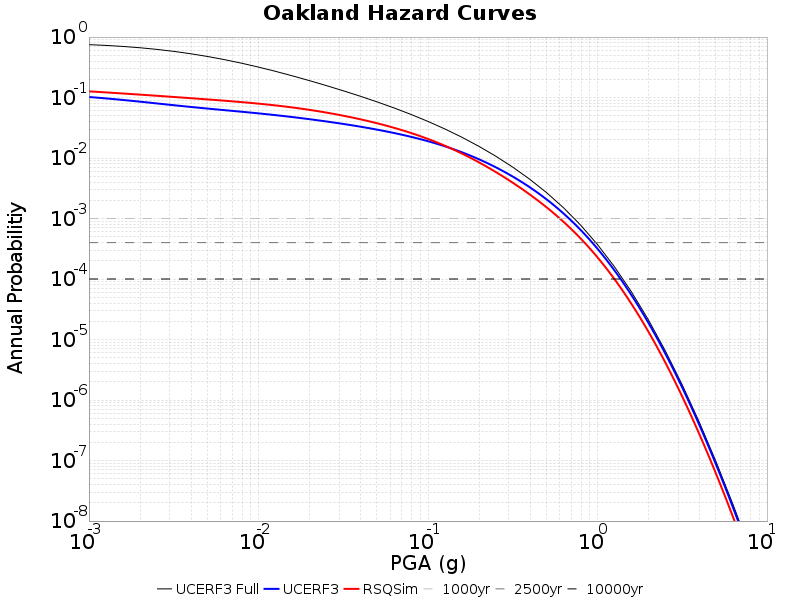 Oakland Hazard Curves
Annual Probabilitiy
10^0
10^-1
10^-2
10^-3
10^-4
10^-5
10^-6
10^-7
10^-8
10^-3 10^-2 10^-1 10^0 10^1
PGA (g)
UCERF3 Full UCERF3 RSQSim 1000yr 2500yr 10000yr